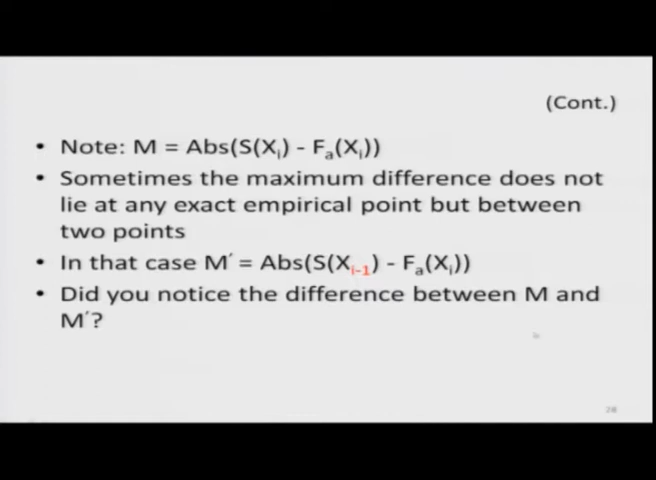 (Cont.)
• Note: M = Abs(S(Xi) - Fa(Xi))
• Sometimes the maximum difference does not
lie at any exact empirical point but between
two points
• In that case M′ = Abs(S(Xi-1) - Fa(Xi))
• Did you notice the difference between M and
M′?
28